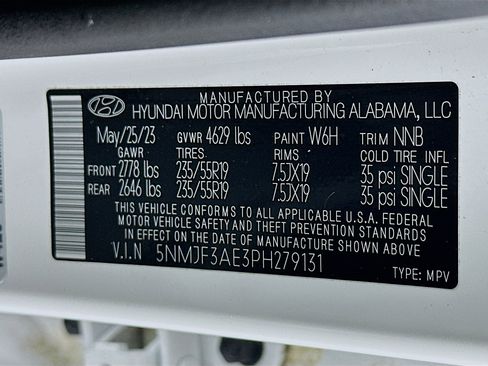 MANUFACTURED BY
HYUNDAI MOTOR MANUFACTURING ALABAMA, LLC
May/25/23 GVWR 4629 lbs PAINT W6H TRIM NNB
GAWR TIRES RIMS COLD TIRE INFL
FRONT 2778 lbs 235/55R19 7.5JX19 35 psi SINGLE
REAR 2646 lbs 235/55R19 7.5JX19 35 psi SINGLE
THIS VEHICLE CONFORMS TO ALL APPLICABLE U.S.A. FEDERAL
MOTOR VEHICLE SAFETY AND THEFT PREVENTION STANDARDS
IN EFFECT ON THE DATE OF MANUFACTURE SHOWN ABOVE
V.I.N 5NMJF3AE3PH279131
TYPE: MPV